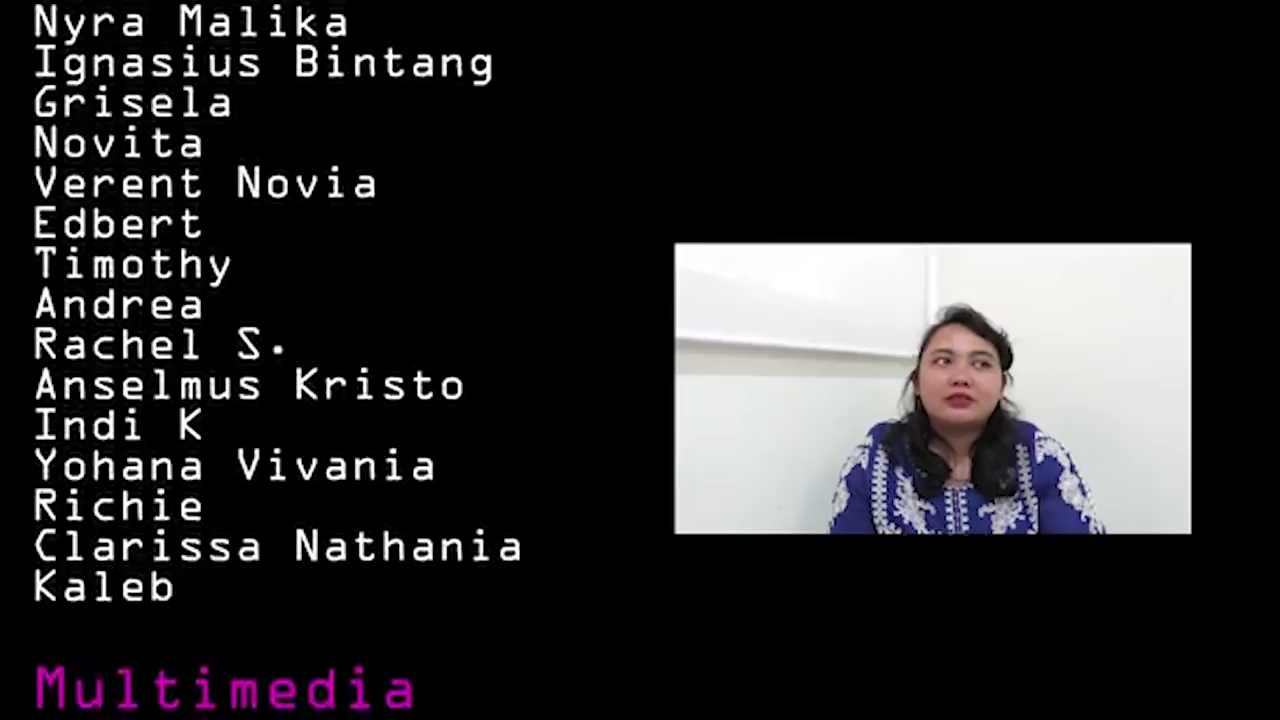 Nyra Malika
Ignasius Bintang
Grisela
Novita
Verent Novia
Edbert
Timothy
Andrea
Rachel S.
Anselmus Kristo
Indi K
Yohana Vivania
Richie
Clarissa Nathania
Kaleb
Multimedia